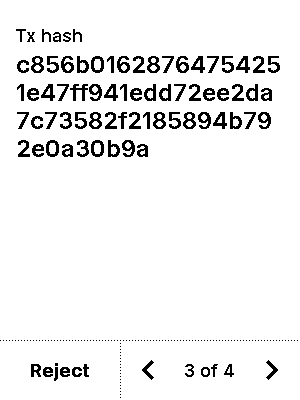 Tx hash
c856b0162876475425
1e47ff941edd72ee2da
7c73582f2185894b79
2e0a30b9a
Reject
3 of 4